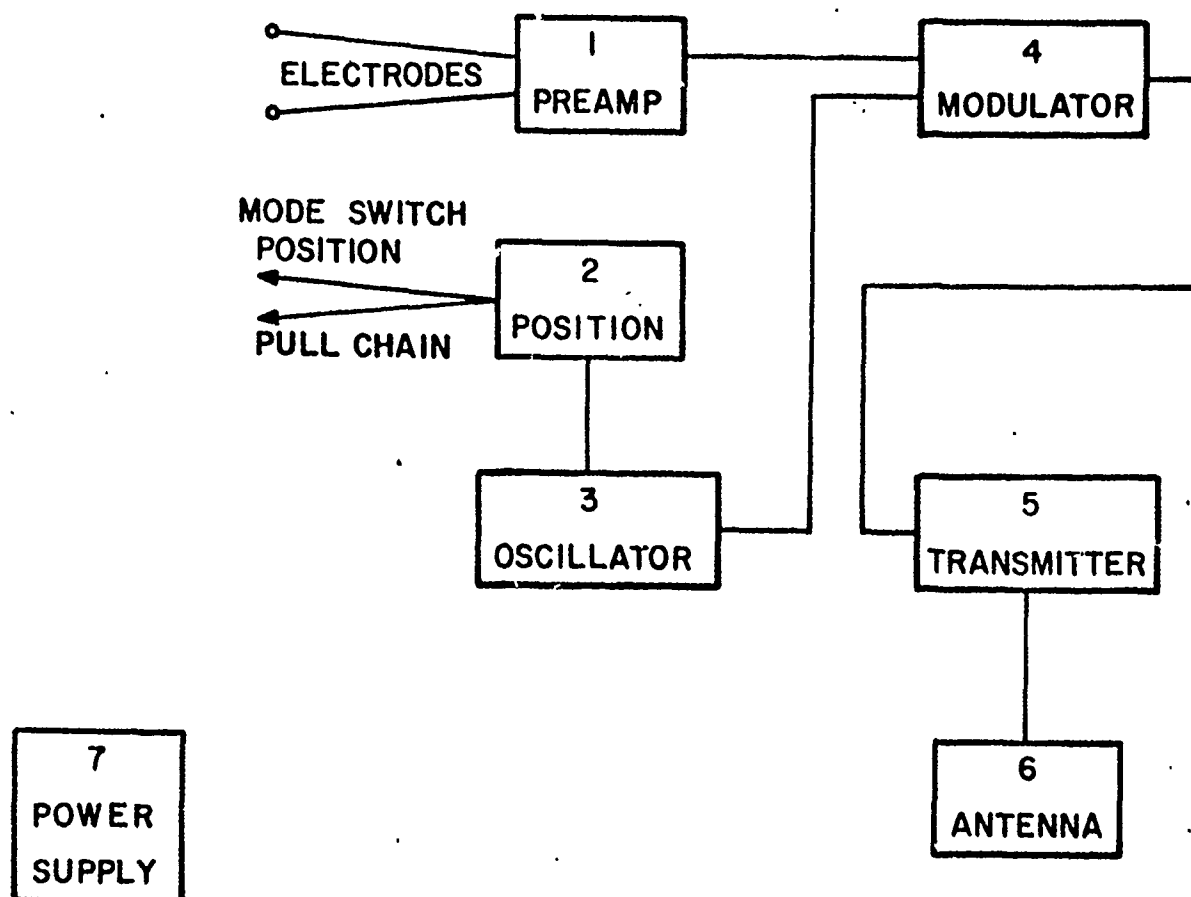 ELECTRODES
1
PREAMP
4
MODULATOR
MODE SWITCH
POSITION
PULL CHAIN
2
POSITION
3
OSCILLATOR
5
TRANSMITTER
6
ANTENNA
7
POWER
SUPPLY